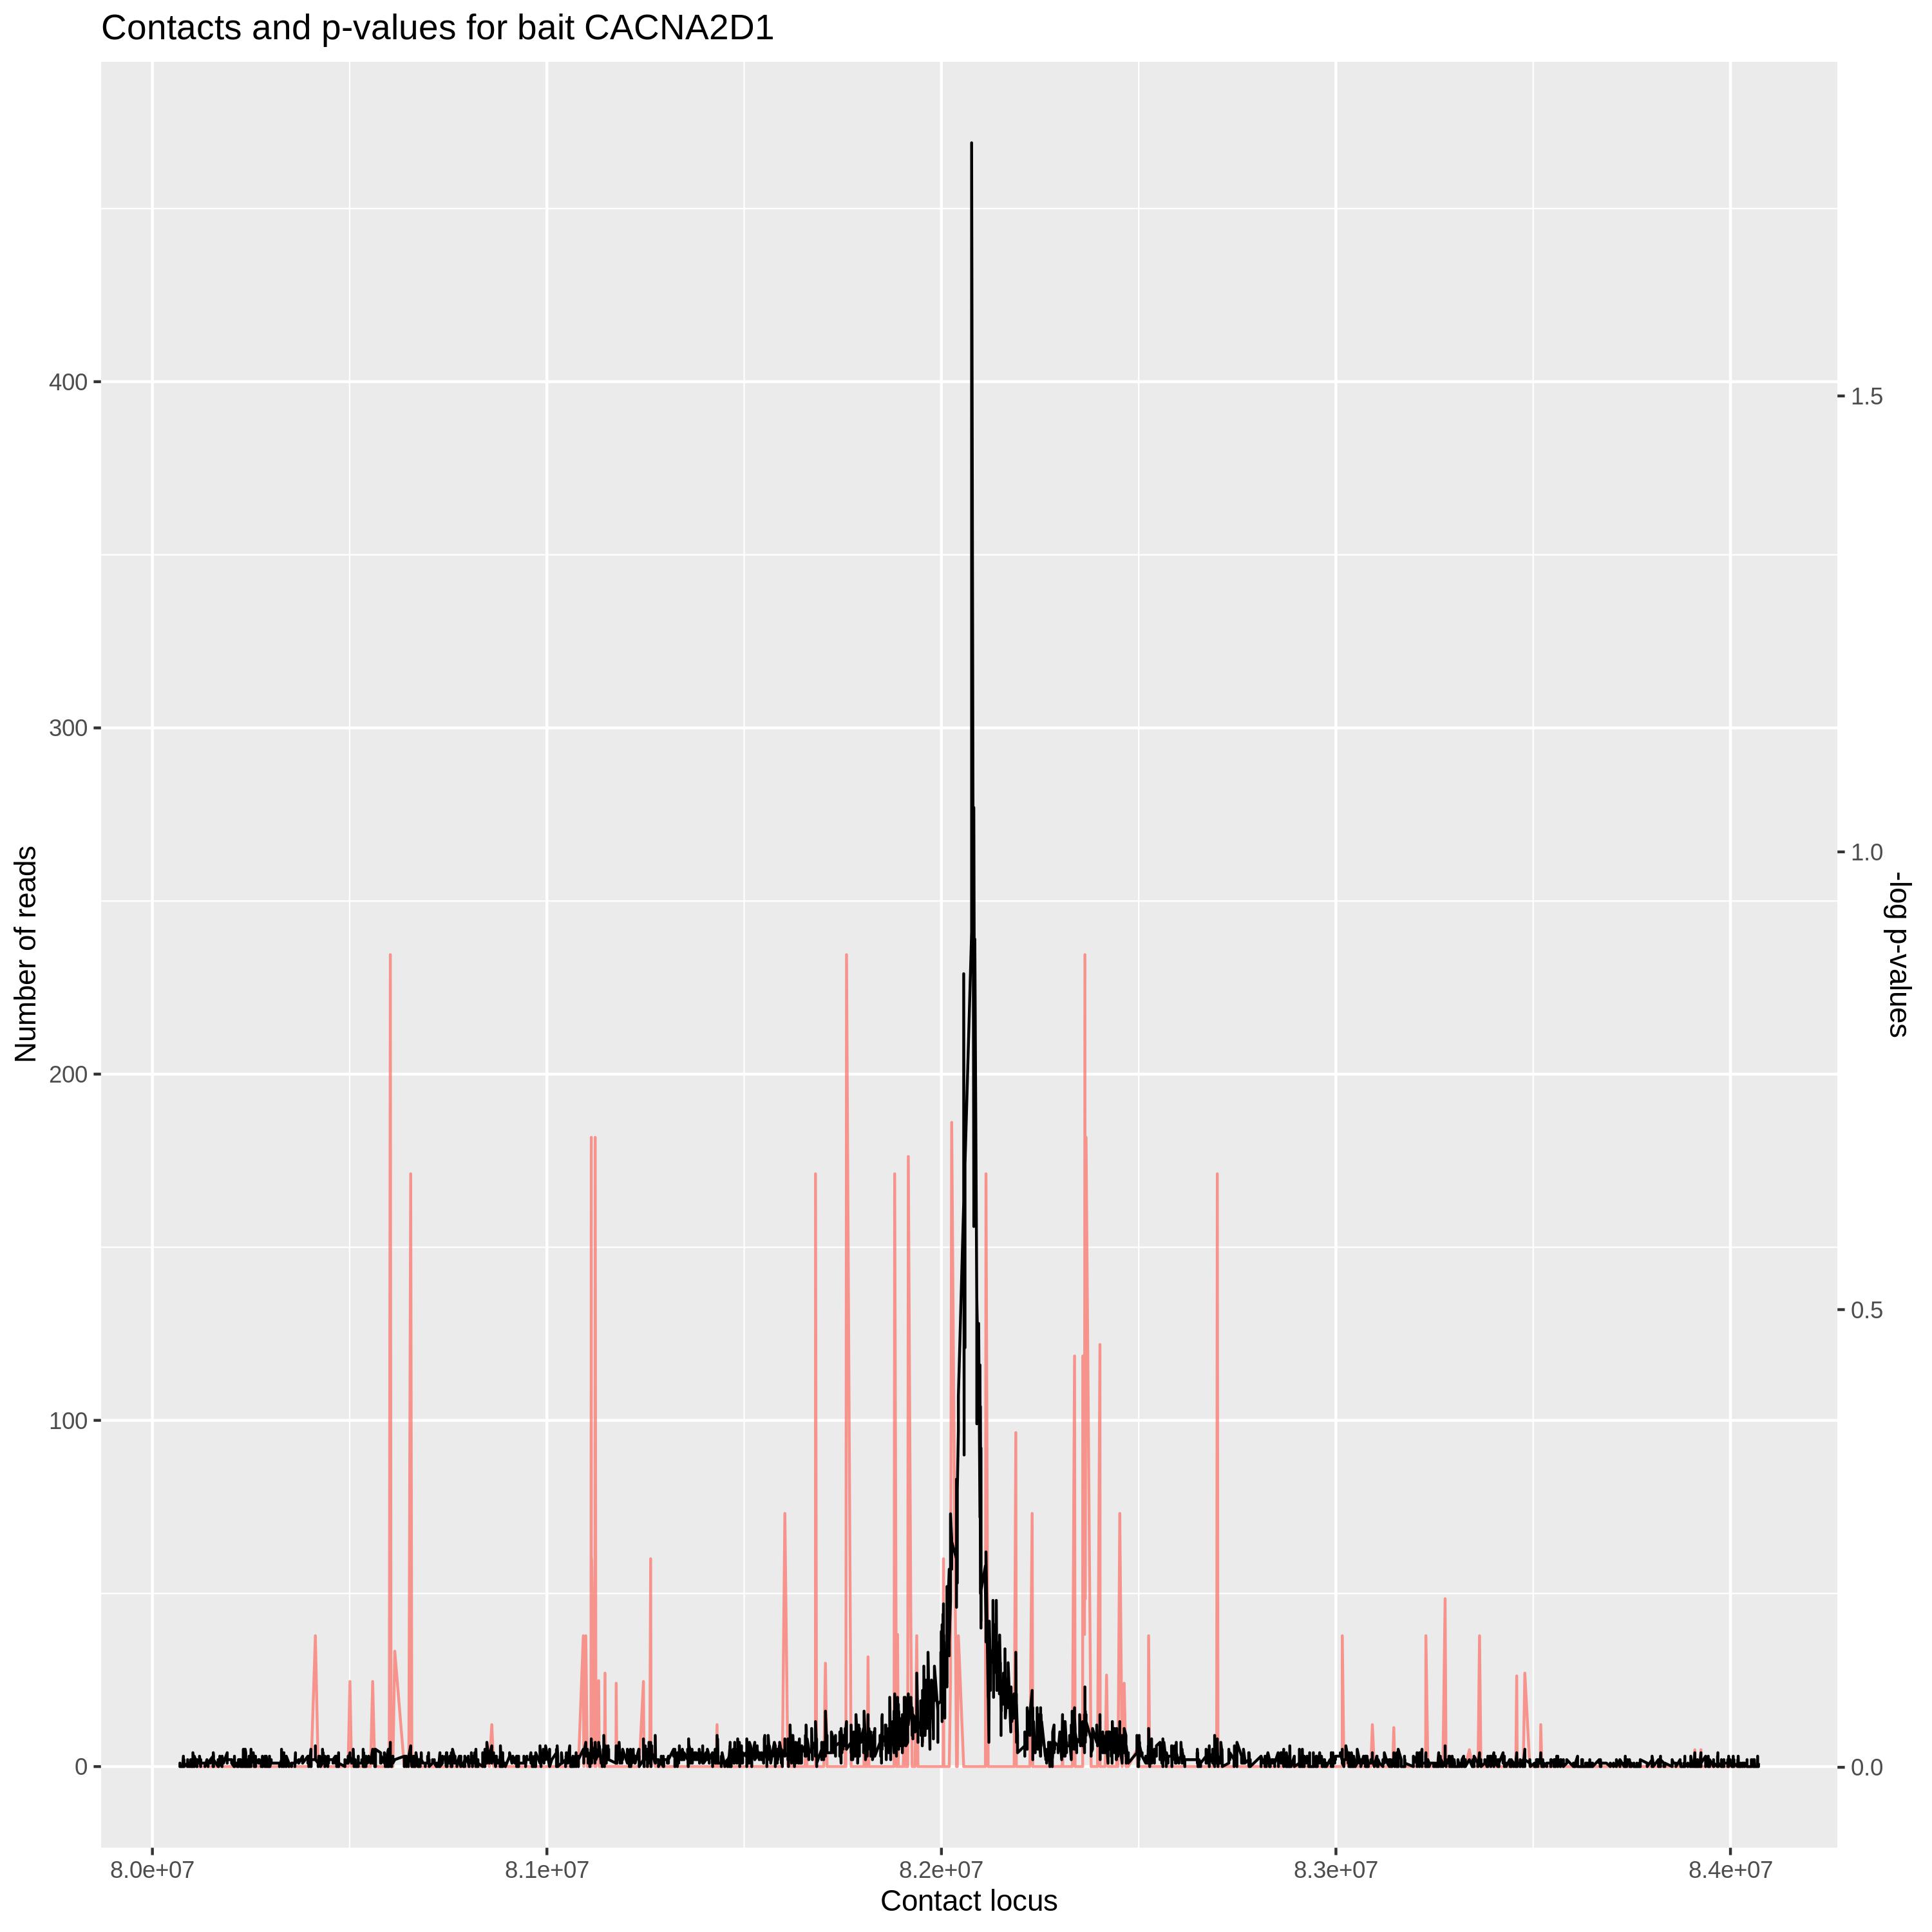 Contacts and p-values for bait CACNA2D1
Number of reads
400
300
200
100
0
1.5
1.0
0.5
0.0
-log p-values
8.0e+07
8.1e+07
8.2e+07
8.3e+07
8.4e+07
Contact locus